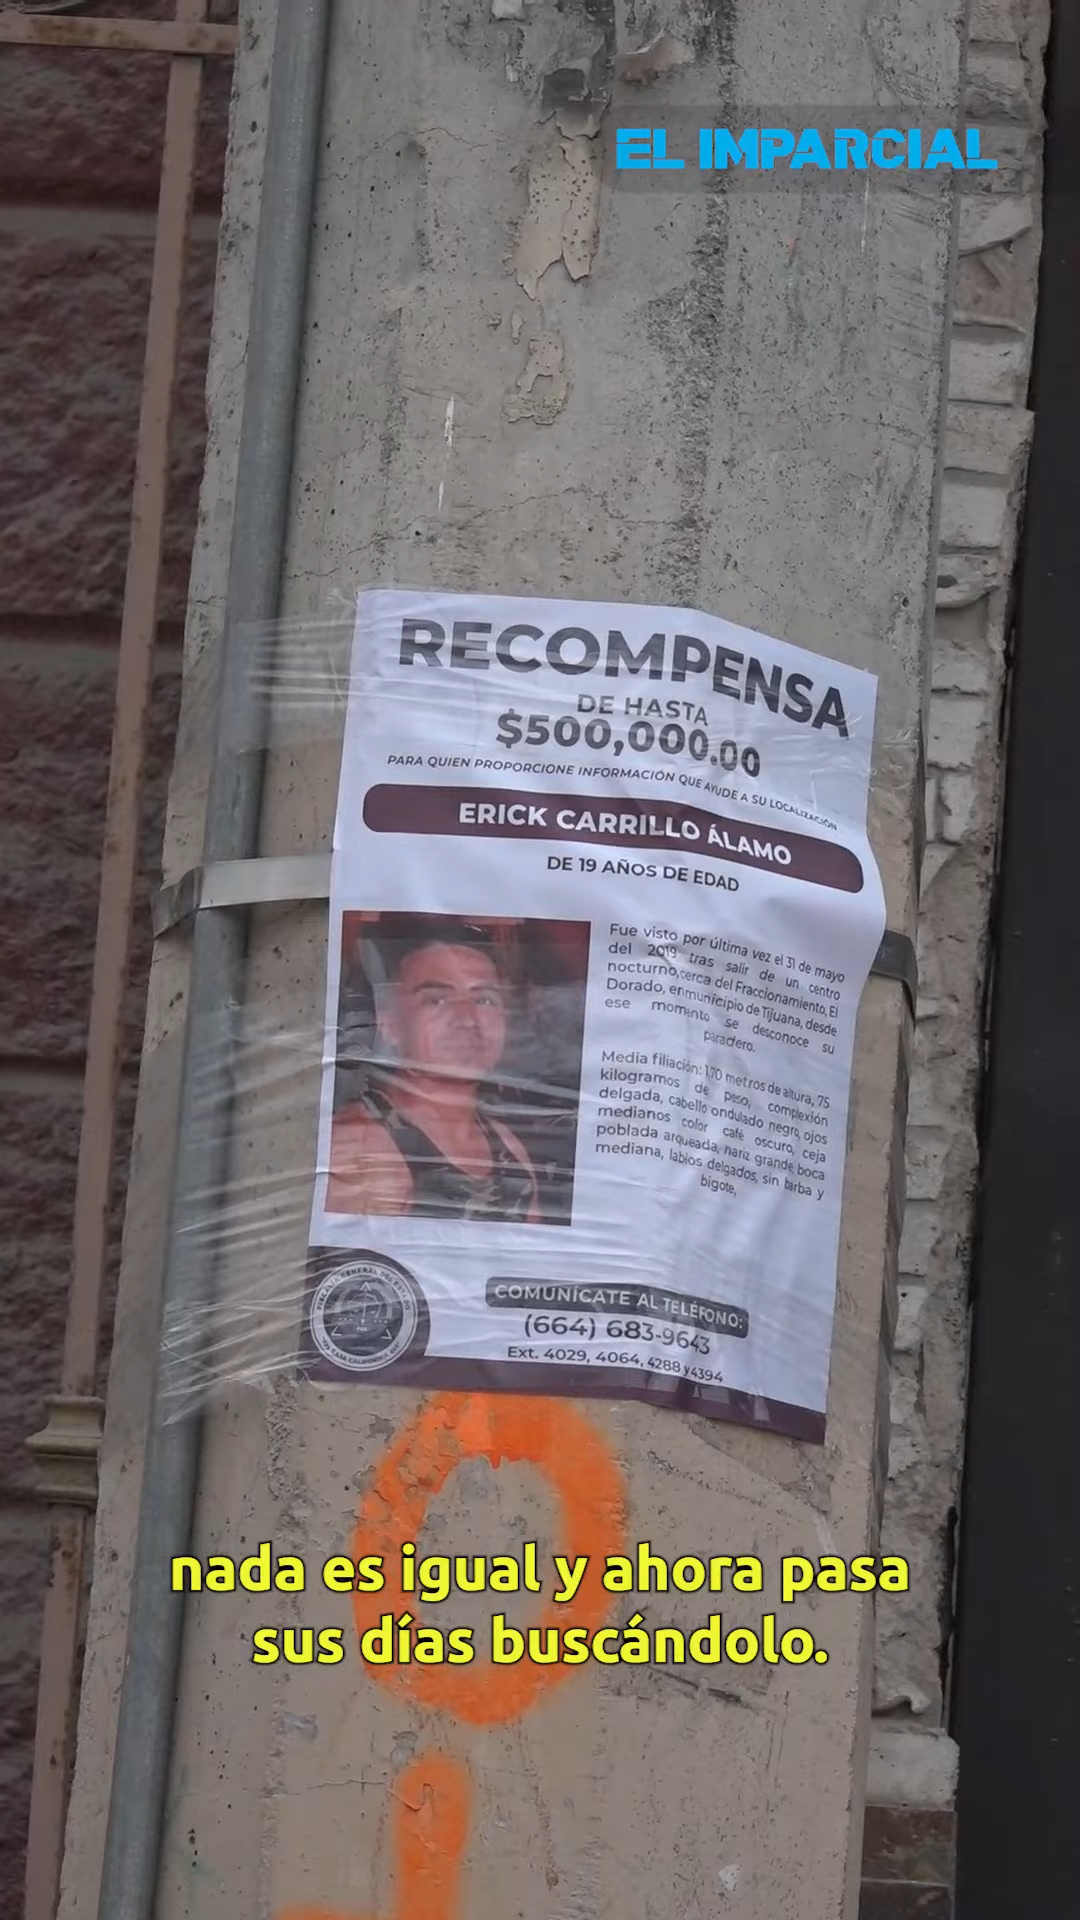 EL IMPARCIAL
RECOMPENSA
DE HASTA
$500,000.00
PARA QUIEN PROPORCIONE INFORMACIÓN QUE AYUDE A SU LOCALIZACIÓN
ERICK CARRILLO ÁLAMO
DE 19 AÑOS DE EDAD
Fue visto por última vez el 31 de mayo
del 2019 tras salir de un centro
nocturno,cerca del Fraccionamiento, El
Dorado, en municipio de Tijuana, desde
ese momento se desconoce su
paradero.
Media filiación: 1.70 metros de altura, 75
kilogramos de peso, complexión
delgada, cabello ondulado negro, ojos
medianos color café oscuro, ceja
poblada arqueada, nariz grande boca
mediana, labios delgados, sin barba y
bigote,
COMUNÍCATE AL TELÉFONO:
(664) 683-9643
Ext. 4029, 4064, 4288 y 4394
nada es igual y ahora pasa
sus días buscándolo.